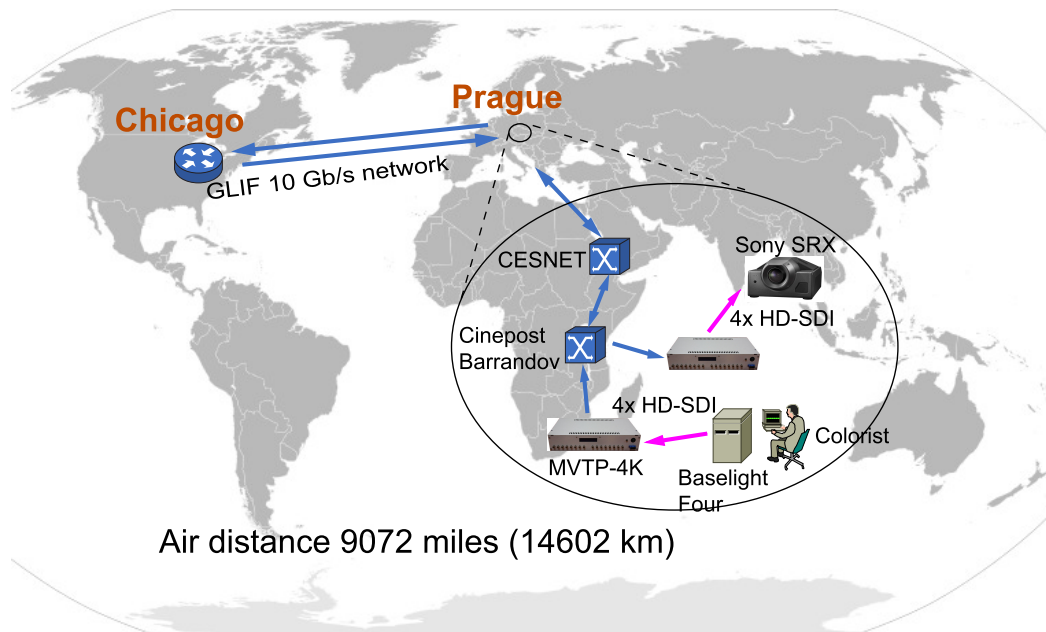 Prague
Chicago
GLIF 10 Gb/s network
CESNET
Sony SRX
4x HD-SDI
Cinepost
Barrandov
4x HD-SDI
Colorist
MVTP-4K
Baselight
Four
Air distance 9072 miles (14602 km)